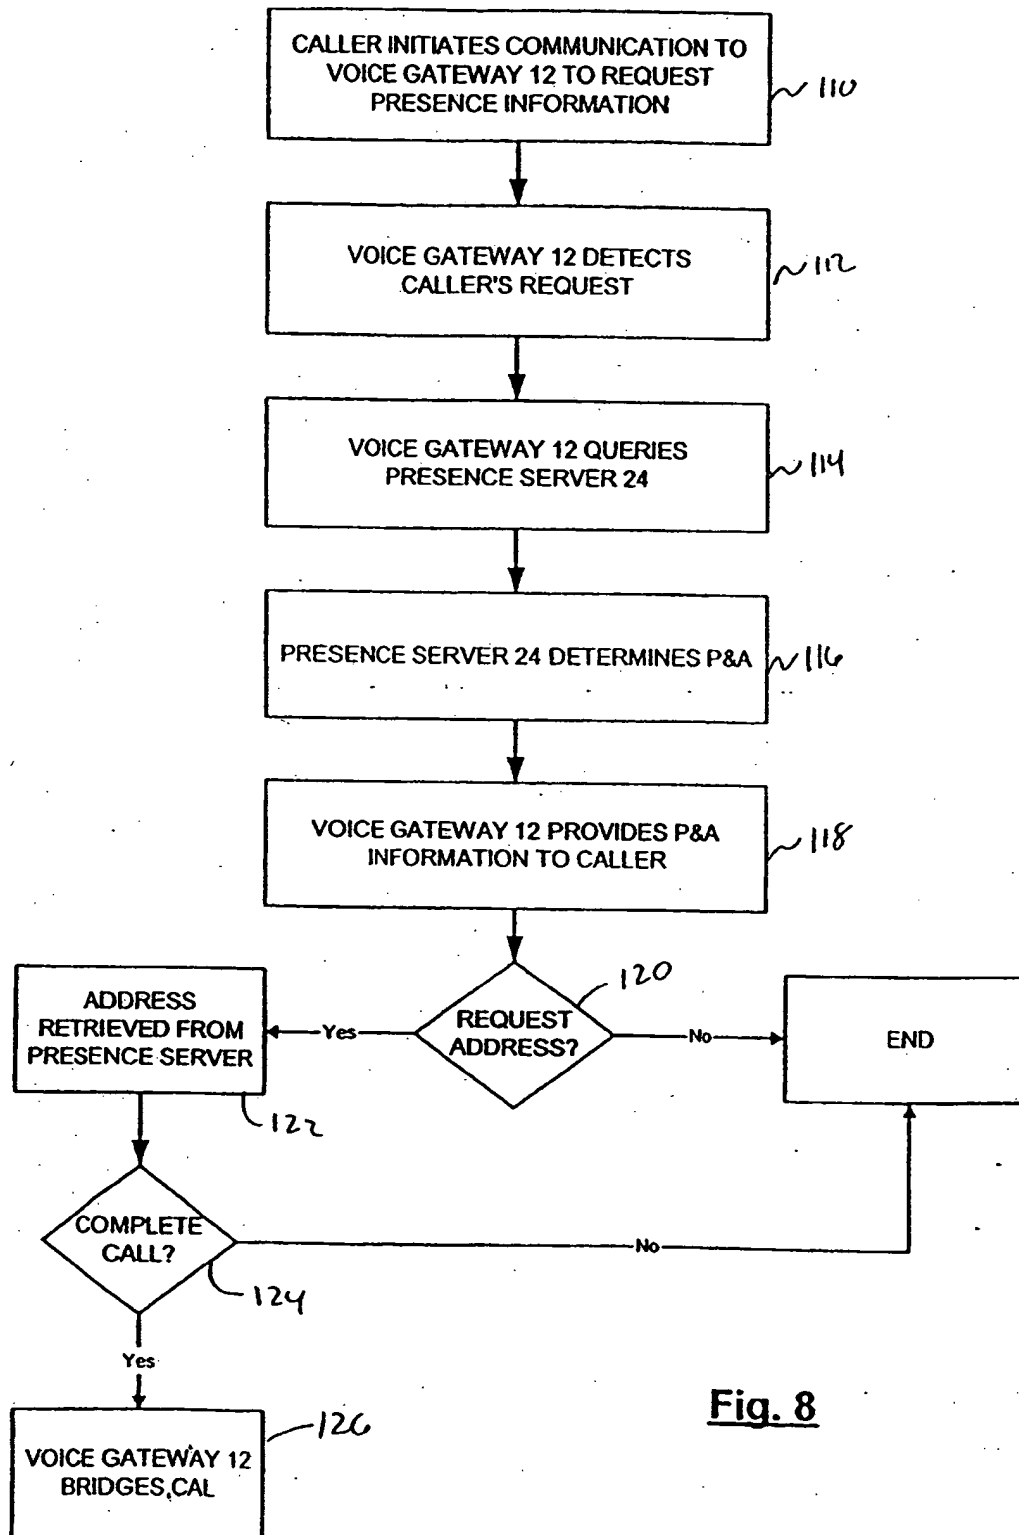 CALLER INITIATES COMMUNICATION TO
VOICE GATEWAY 12 TO REQUEST
PRESENCE INFORMATION
110
VOICE GATEWAY 12 DETECTS
CALLER'S REQUEST
112
VOICE GATEWAY 12 QUERIES
PRESENCE SERVER 24
114
PRESENCE SERVER 24 DETERMINES P&A
116
VOICE GATEWAY 12 PROVIDES P&A
INFORMATION TO CALLER
118
REQUEST
ADDRESS?
120
Yes
No
ADDRESS
RETRIEVED FROM
PRESENCE SERVER
122
END
COMPLETE
CALL?
124
No
Yes
VOICE GATEWAY 12
BRIDGES CAL
126
Fig. 8